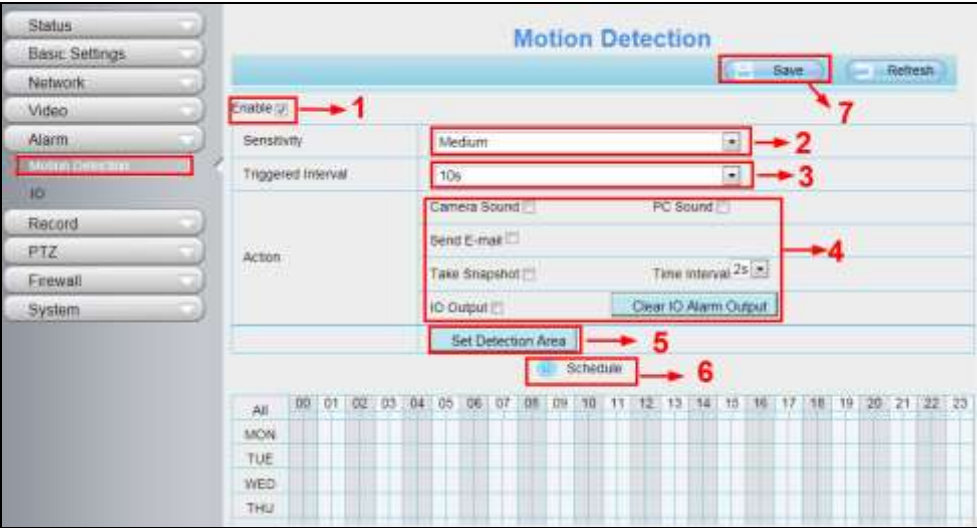 Status
Basic Settings
Network
Video
Alarm
Motion Detection
IO
Record
PTZ
Firewall
System
Motion Detection
Save
Refresh
7
Enable
1
Sensitivity
Medium
2
Triggered Interval
10s
3
Action
Camera Sound
PC Sound
Send E-mail
4
Take Snapshot
Time Interval 2s
IO Output
Clear IO Alarm Output
Set Detection Area
5
Schedule
6
All 00 01 02 03 04 05 06 07 08 09 10 11 12 13 14 15 16 17 18 19 20 21 22 23
MON
TUE
WED
THU